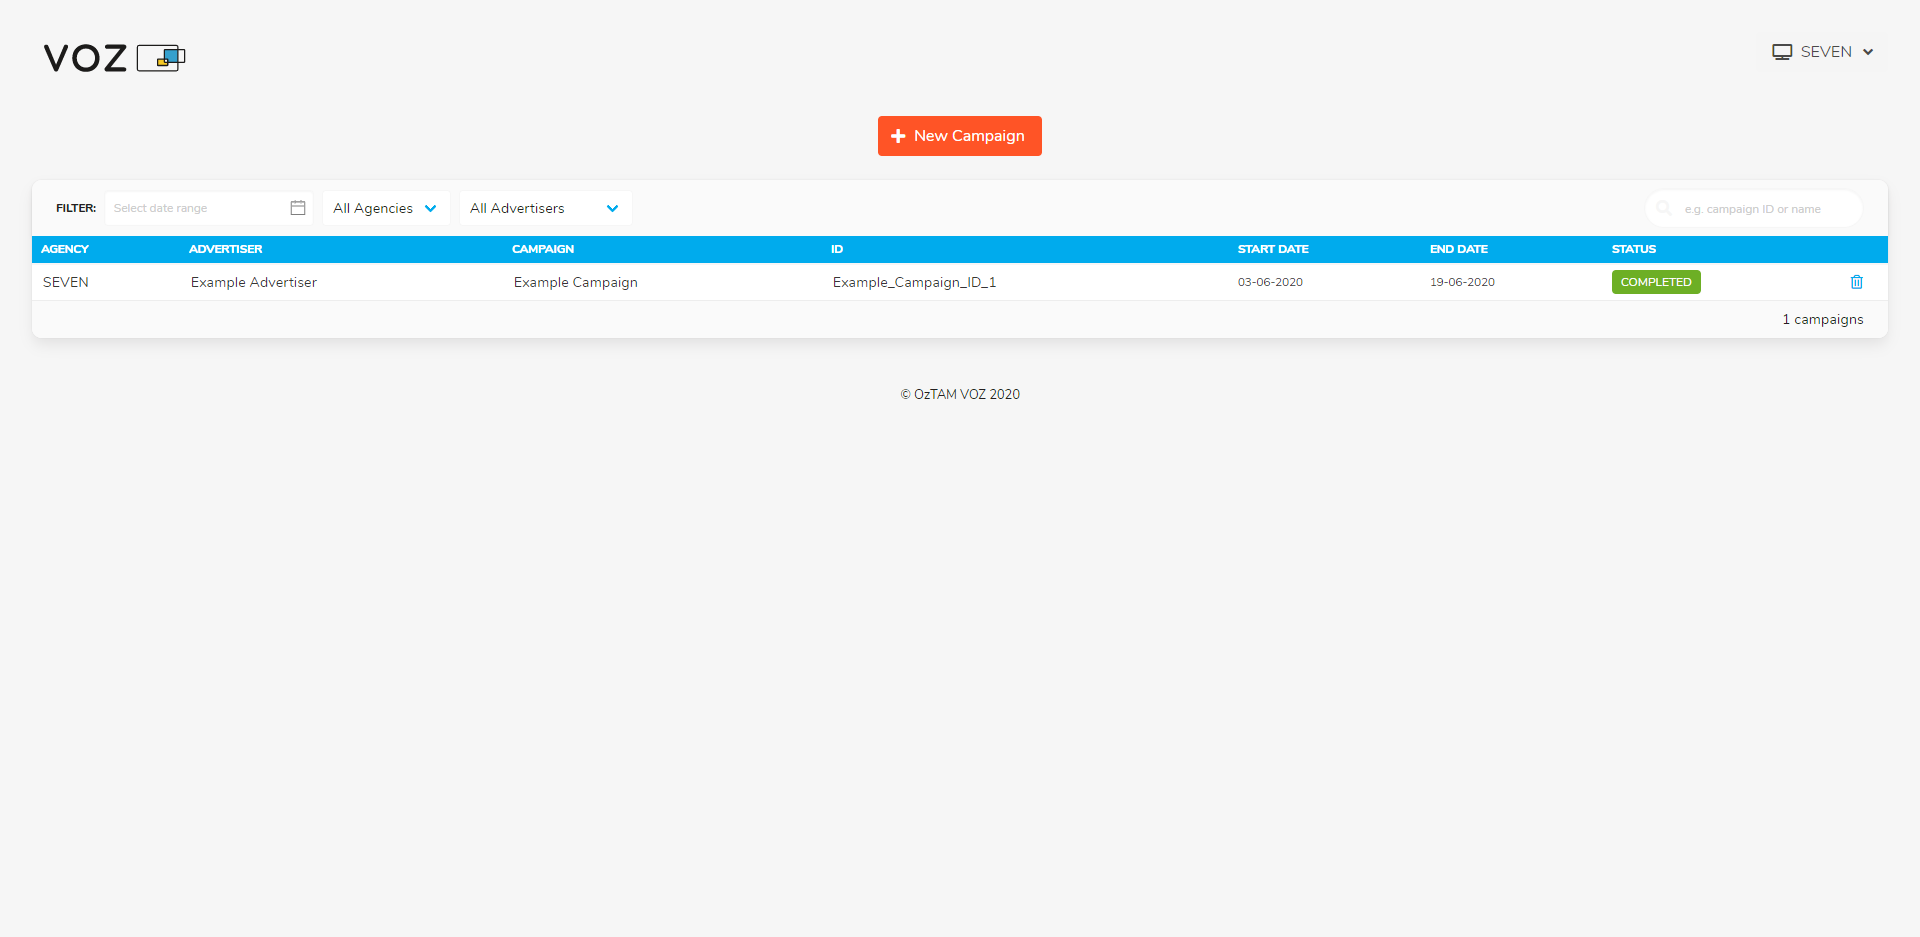 VOZ
SEVEN
New Campaign
FILTER: Select date range All Agencies All Advertisers e.g. campaign ID or name
AGENCY ADVERTISER CAMPAIGN ID START DATE END DATE STATUS
SEVEN Example Advertiser Example Campaign Example_Campaign_ID_1 03-06-2020 19-06-2020 COMPLETED
1 campaigns
© OzTAM VOZ 2020